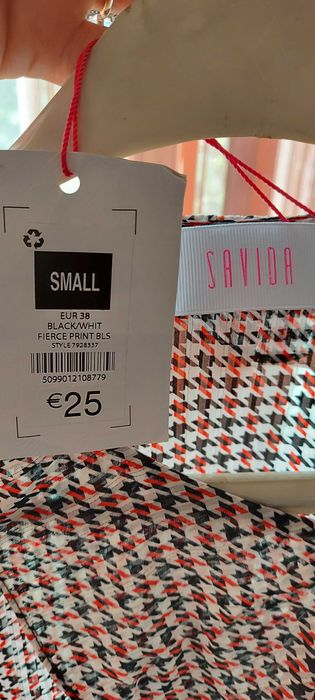 SMALL
EUR 38
BLACK/WHIT
FIERCE PRINT BLS
STYLE 7928337
5099012108779
€25
SAVIDA